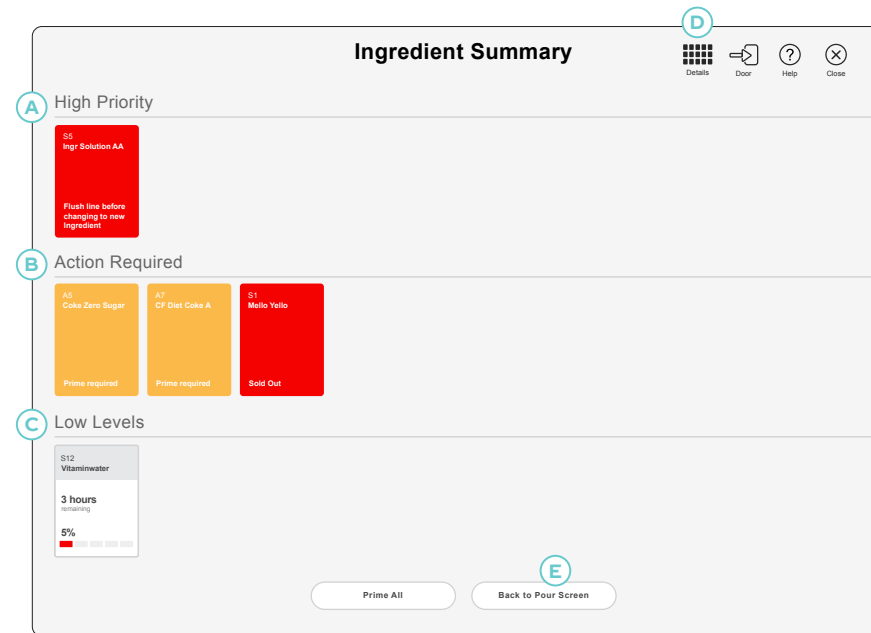 D
Ingredient Summary
Details
Door
?
Help
Close
A
High Priority
S5
Ingr Solution AA
Flush line before
changing to new
Ingredient
B
Action Required
A5
Coke Zero Sugar
Prime required
A7
CF Diet Coke A
Prime required
S1
Mello Yello
Sold Out
C
Low Levels
S12
Vitaminwater
3 hours
remaining
5%
E
Prime All
Back to Pour Screen